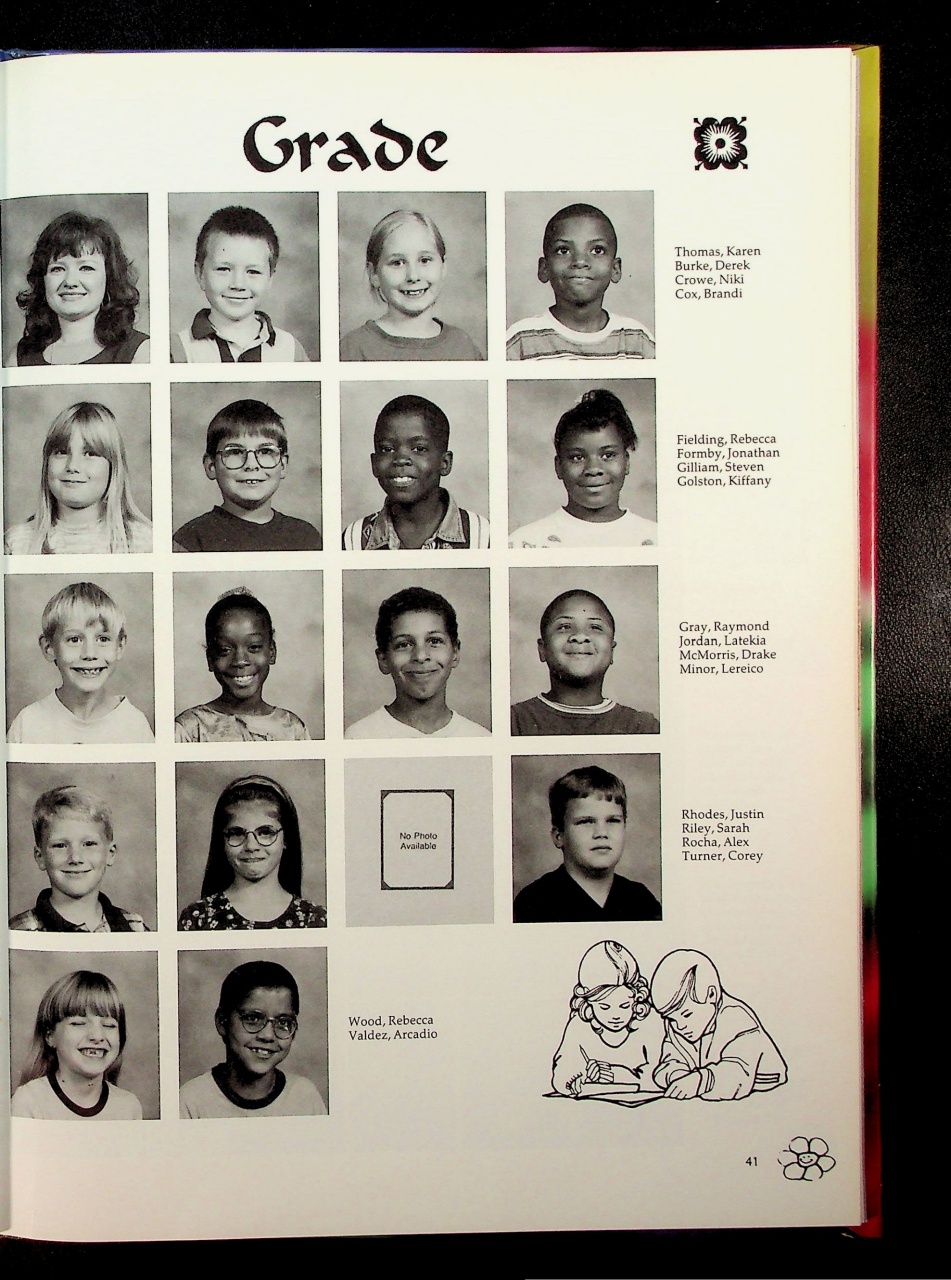 Grade
Thomas, Karen
Burke, Derek
Crowe, Niki
Cox, Brandi
Fielding, Rebecca
Formby, Jonathan
Gilliam, Steven
Golston, Kiffany
Gray, Raymond
Jordan, Latekia
McMorris, Drake
Minor, Lereico
No Photo
Available
Rhodes, Justin
Riley, Sarah
Rocha, Alex
Turner, Corey
Wood, Rebecca
Valdez, Arcadio
41